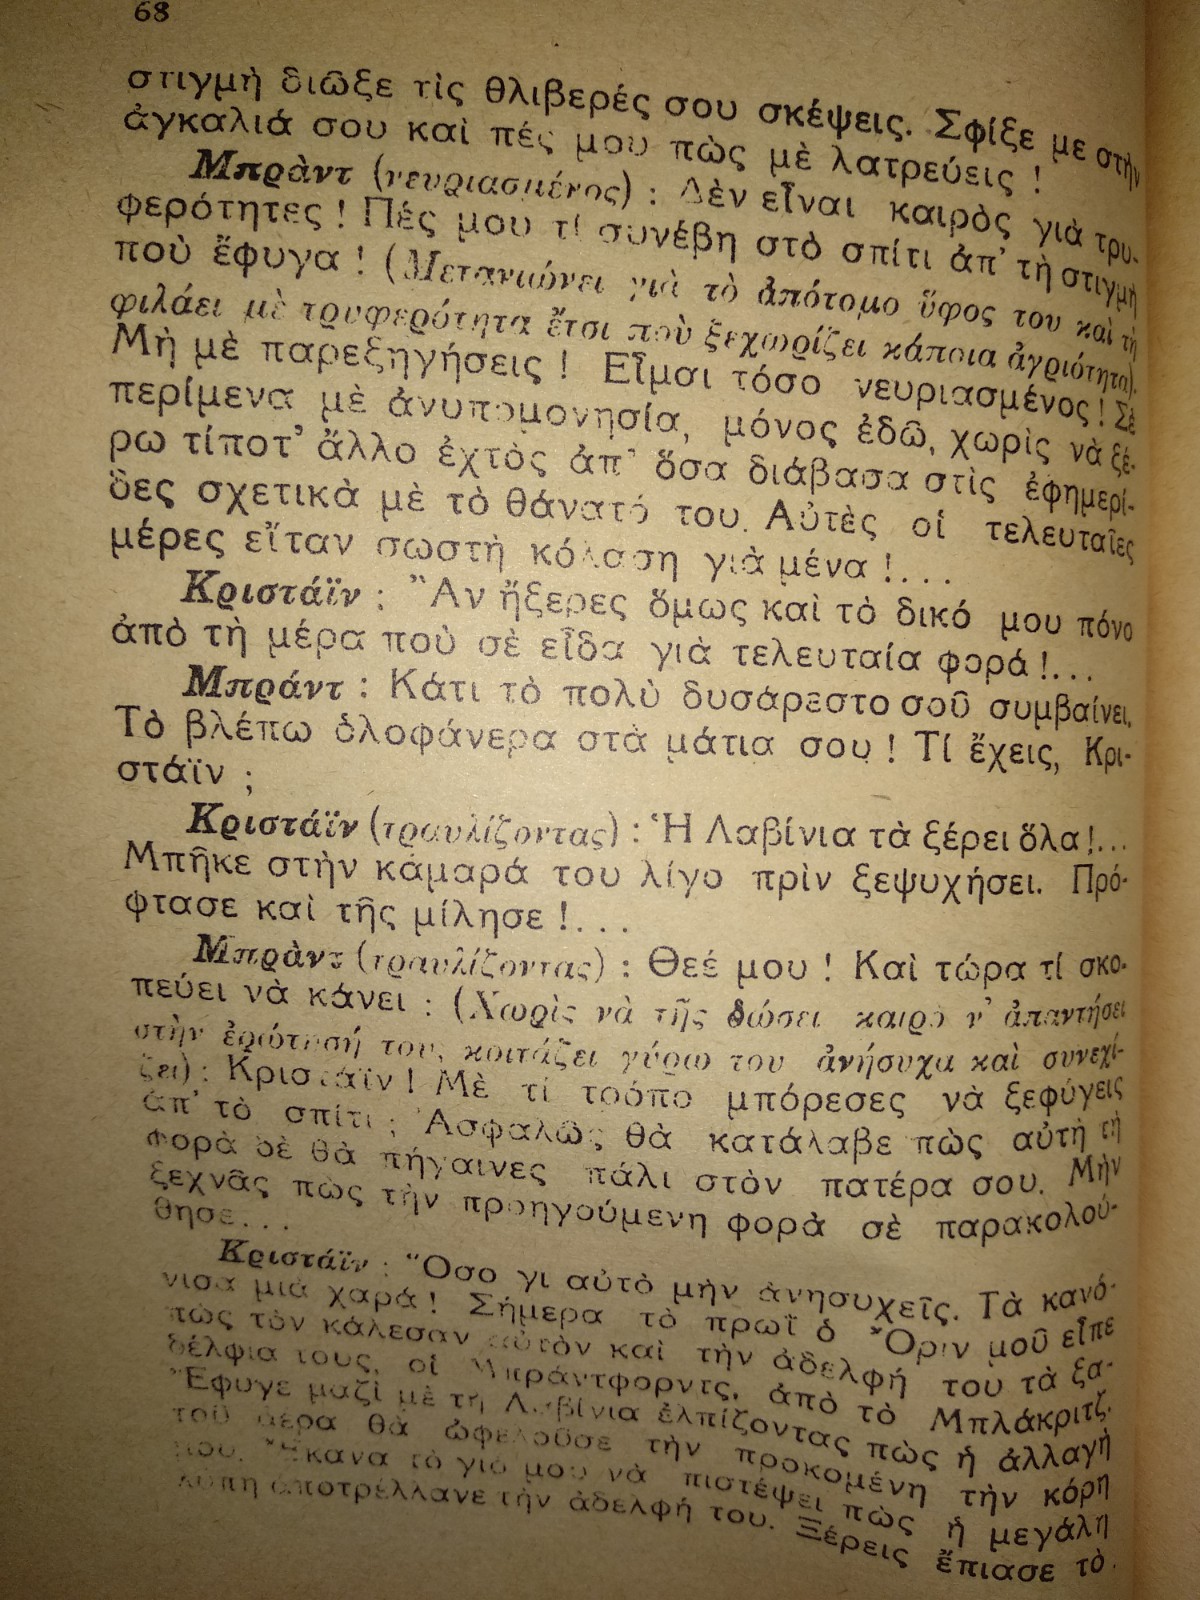 68
στιγμὴ διῶξε τὶς θλιβερές σου σκέψεις. Σφίξε με στὴν
ἀγκαλιά σου καὶ πές μου πὼς μὲ λατρεύεις !
Μπρὰντ (νευριασμένος) : Δὲν εἶναι καιρὸς γιὰ τρυ-
φερότητες ! Πές μου τί συνέβη στὸ σπίτι ἀπ’ τὴ στιγμὴ
ποὺ ἔφυγα ! (Μετανιώνει γιὰ τὸ ἀπότομο ὕφος του καὶ τὴ
φιλάει μὲ τρυφερότητα ἔτσι ποὺ ξεχωρίζει κάποια ἀγριότητα).
Μὴ μὲ παρεξηγήσεις ! Εἶμαι τόσο νευριασμένος ! Σὲ
περίμενα μὲ ἀνυπομονησία, μόνος ἐδῶ, χωρὶς νὰ ξέ-
ρω τίποτ’ ἄλλο ἐχτὸς ἀπ’ ὅσα διάβασα στὶς ἐφημερί-
δες σχετικὰ μὲ τὸ θάνατό του. Αὐτὲς οἱ τελευταῖες
μέρες εἴταν σωστὴ κόλαση γιὰ μένα !...
Κριστάϊν : Ἂν ἤξερες ὅμως καὶ τὸ δικό μου πόνο
ἀπὸ τὴ μέρα ποὺ σὲ εἶδα γιὰ τελευταία φορά !...
Μπράντ : Κάτι τὸ πολὺ δυσάρεστο σοῦ συμβαίνει,
Τὸ βλέπω ὁλοφάνερα στὰ μάτια σου ! Τί ἔχεις, Κρι-
στάϊν ;
Κριστάϊν (τραυλίζοντας) : Ἡ Λαβίνια τὰ ξέρει ὅλα !...
Μπῆκε στὴν κάμαρά του λίγο πρὶν ξεψυχήσει. Πρό-
φτασε καὶ τῆς μίλησε !...
Μπρὰντ (τραυλίζοντας) : Θεέ μου ! Καὶ τώρα τί σκο-
πεύει νὰ κάνει : (Χωρὶς νὰ τῆς δώσει καιρὸ ν’ ἀπαντήσει
στὴν ἐρώτησή του, κοιτάζει γύρω του ἀνήσυχα καὶ συνεχί-
ζει) : Κριστάϊν ! Μὲ τί τρόπο μπόρεσες νὰ ξεφύγεις
ἀπ’ τὸ σπίτι ; Ἀσφαλῶς θὰ κατάλαβε πὼς αὐτὴ τὴ
φορὰ δὲ θὰ πήγαινες πάλι στὸν πατέρα σου. Μὴν
ξεχνᾶς πὼς τὴν προηγούμενη φορὰ σὲ παρακολού-
θησε...
Κριστάϊν : Ὅσο γι αὐτὸ μὴν ἀνησυχεῖς. Τὰ κανό-
νισα μιὰ χαρά ! Σήμερα τὸ πρωῒ ὁ Ὄριν μοῦ εἶπε
πὼς τὸν κάλεσαν αὐτὸν καὶ τὴν ἀδελφή του τὰ ξα-
δέλφια τους, οἱ Μπράντφορντς, ἀπὸ τὸ Μπλάκριτζ.
Ἔφυγε μαζὶ μὲ τὴ Λαβίνια ἐλπίζοντας πὼς ἡ ἀλλαγὴ
τοῦ ἀέρα θὰ ὠφελοῦσε τὴν προκομένη τὴν κόρη
μου. Ἔκανα τὸ γιό μου νὰ πιστέψει πὼς ἡ μεγάλη
λύπη ἀποτρέλλανε τὴν ἀδελφή του. Ξέρεις ἔπιασε τὸ